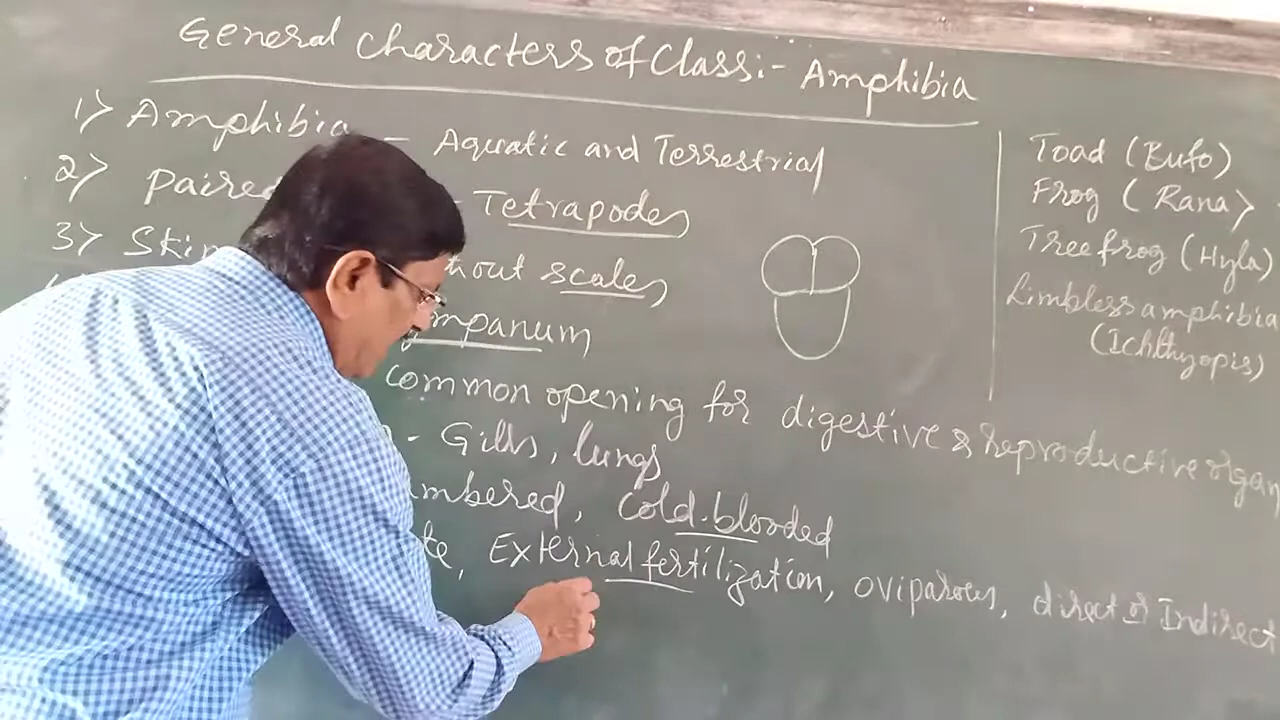 General characters of Class:- Amphibia
1) Amphibia - Aquatic and Terrestrial
2) Paired - Tetrapodes
3) Skin scales
mpanum
common opening for digestive & Reproductive organ
- Gills, lungs
mbered, Cold-blooded
te, External fertilization, oviparous, direct or Indirect
Toad (Bufo)
Frog (Rana)
Tree frog (Hyla)
Limbless amphibia
(Ichthyopis)